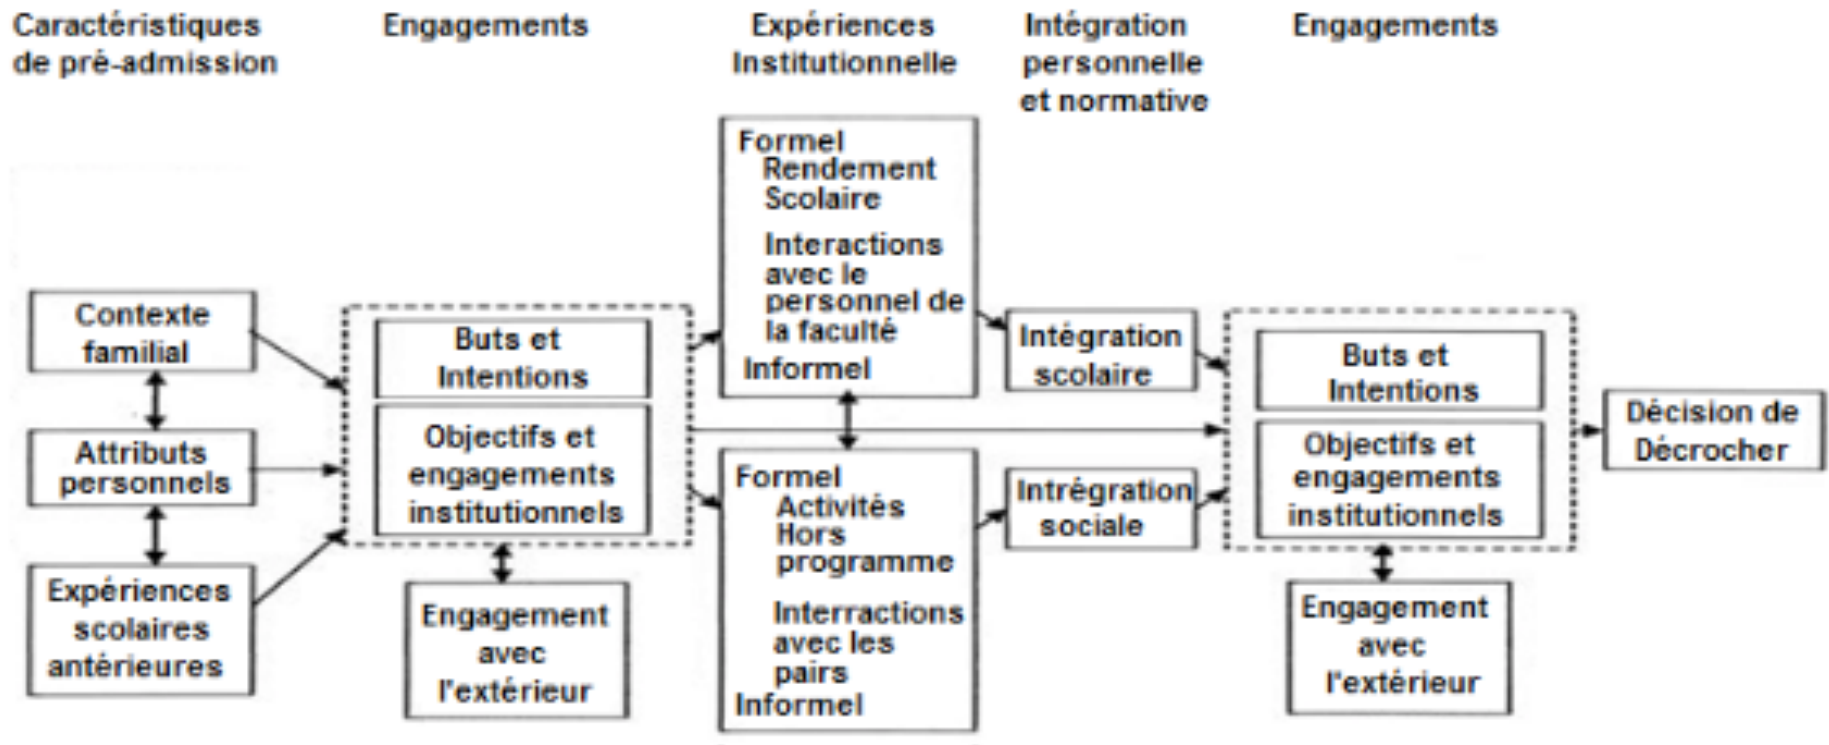 Caractéristiques
de pré-admission
Engagements
Expériences
Institutionnelle
Intégration
personnelle
et normative
Engagements
Contexte
familial
Attributs
personnels
Expériences
scolaires
antérieures
Buts et
Intentions
Objectifs et
engagements
institutionnels
Engagement
avec
l'extérieur
Formel
Rendement
Scolaire
Interactions
avec le
personnel de
la faculté
Informel
Formel
Activités
Hors
programme
Interractions
avec les
pairs
Informel
Intégration
scolaire
Intrégration
sociale
Buts et
Intentions
Objectifs et
engagements
institutionnels
Engagement
avec
l'extérieur
Décision de
Décrocher